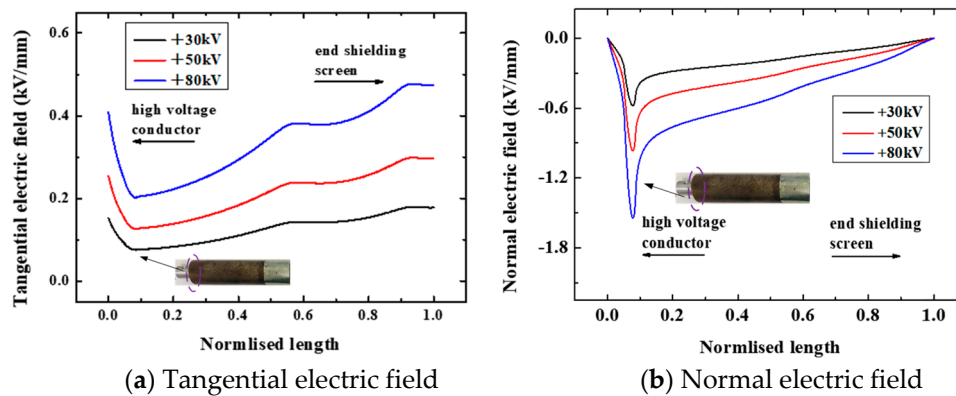 +30kV
+50kV
+80kV
end shielding
screen
high voltage
conductor
Tangential electric field (kV/mm)
0.6
0.4
0.2
0.0
0.0 0.2 0.4 0.6 0.8 1.0
Normlised length
(a) Tangential electric field
Normal electric field (kV/mm)
0.0
-0.6
-1.2
-1.8
+30kV
+50kV
+80kV
high voltage
conductor
end shielding
screen
0.0 0.2 0.4 0.6 0.8 1.0
Normlised length
(b) Normal electric field